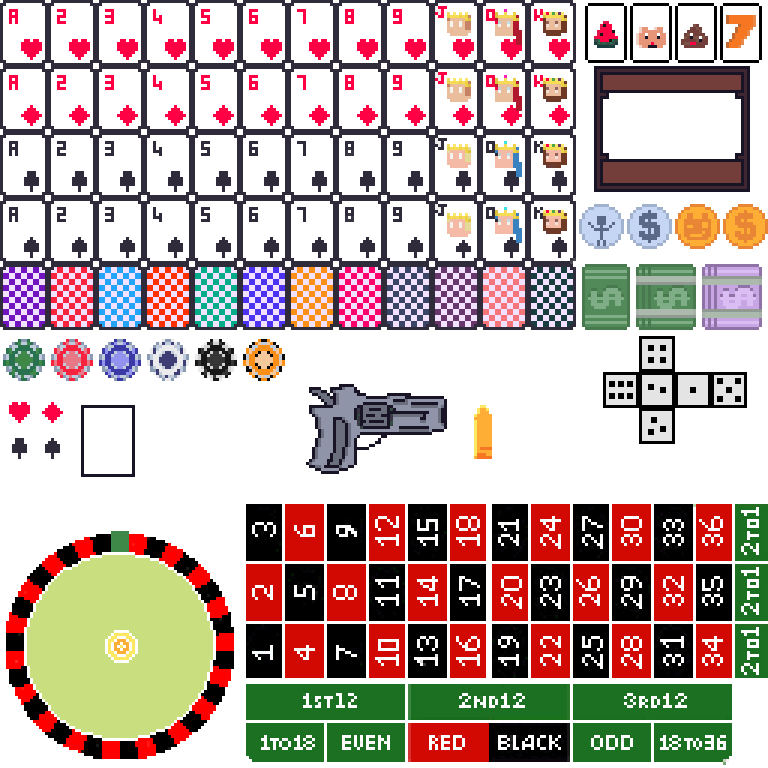 A 2 3 4 5 6 7 8 9 J Q K
7
A 2 3 4 5 6 7 8 9 J Q K
A 2 3 4 5 6 7 8 9 J Q K
A 2 3 4 5 6 7 8 9 J Q K
$ $
$ $ $
3 6 9 12 15 18 21 24 27 30 33 36 2TO1
2 5 8 11 14 17 20 23 26 29 32 35 2TO1
1 4 7 10 13 16 19 22 25 28 31 34 2TO1
1ST12 2ND12 3RD12
1TO18 EVEN RED BLACK ODD 18TO36